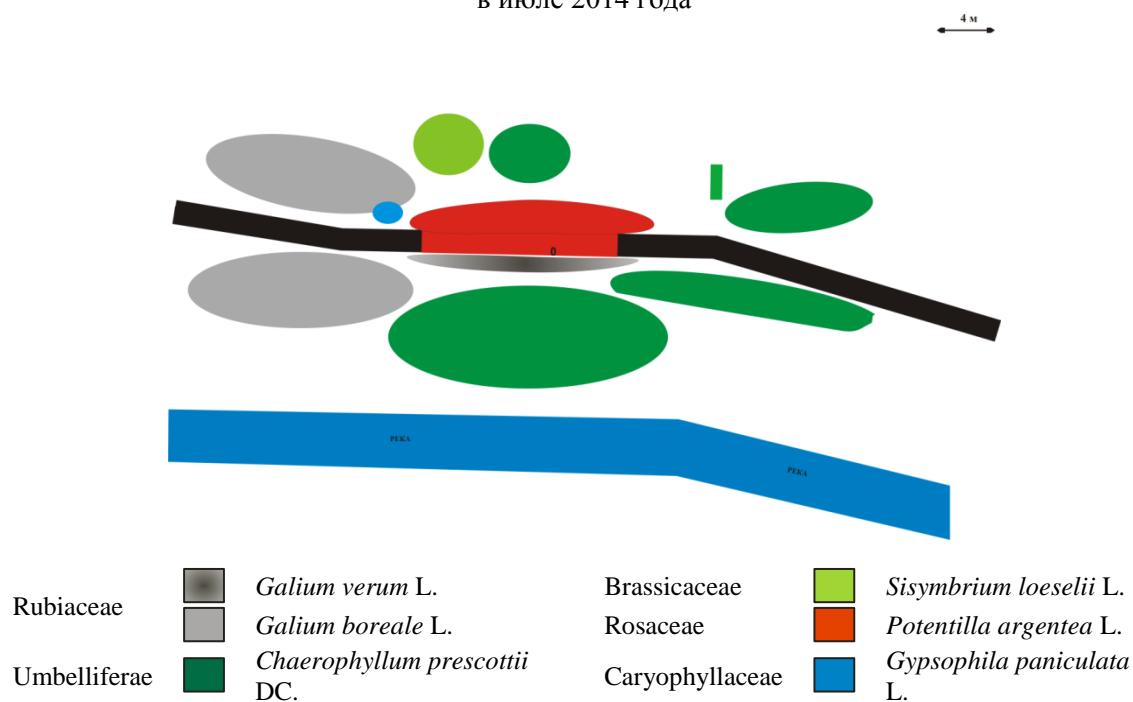 в июле 2014 года
4 м
0
РЕКА
РЕКА
Rubiaceae
Galium verum L.
Galium boreale L.
Umbelliferae
Chaerophyllum prescottii
DC.
Brassicaceae
Sisymbrium loeselii L.
Rosaceae
Potentilla argentea L.
Caryophyllaceae
Gypsophila paniculata
L.